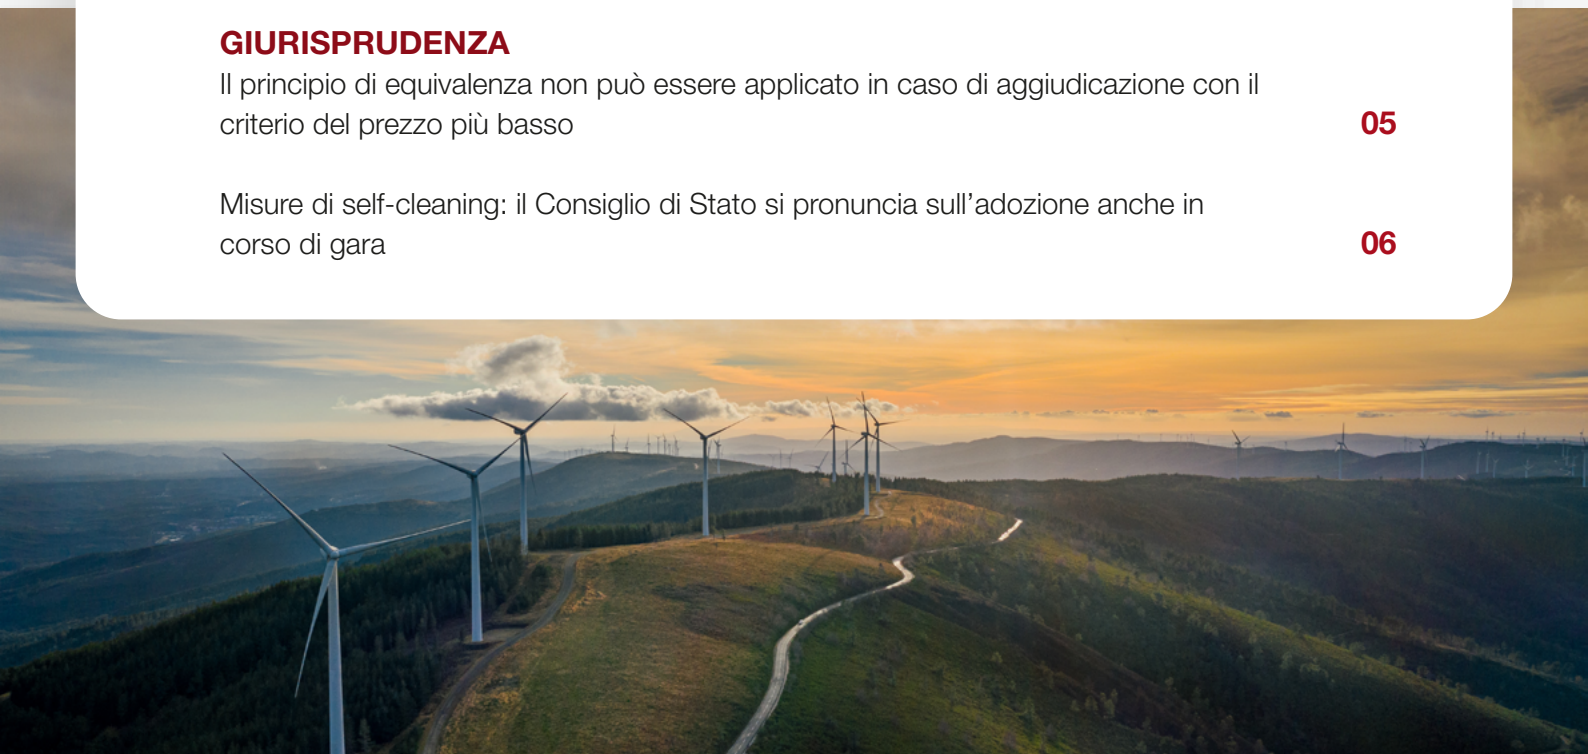 GIURISPRUDENZA
Il principio di equivalenza non può essere applicato in caso di aggiudicazione con il
criterio del prezzo più basso
05
Misure di self-cleaning: il Consiglio di Stato si pronuncia sull’adozione anche in
corso di gara
06